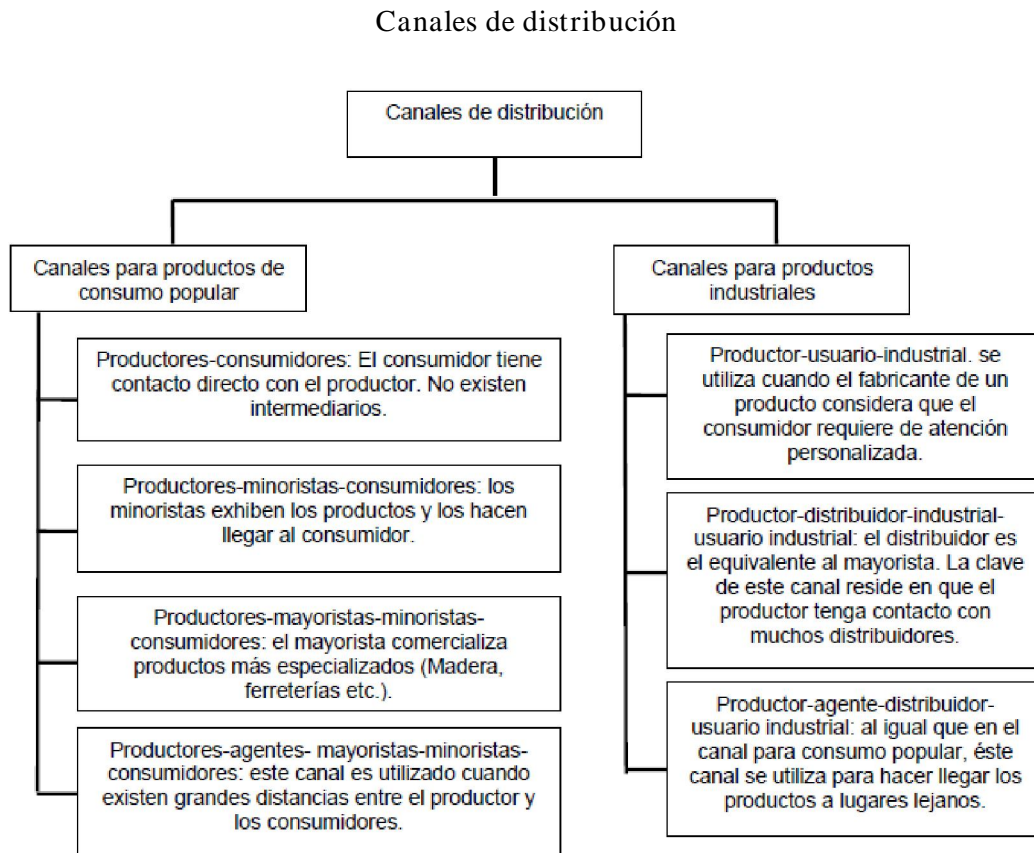 Canales de distribución
Canales de distribución
Canales para productos de
consumo popular
Productores-consumidores: El consumidor tiene
contacto directo con el productor. No existen
intermediarios.
Productores-minoristas-consumidores: los
minoristas exhiben los productos y los hacen
llegar al consumidor.
Productores-mayoristas-minoristas-
consumidores: el mayorista comercializa
productos más especializados (Madera,
ferreterías etc.).
Productores-agentes- mayoristas-minoristas-
consumidores: este canal es utilizado cuando
existen grandes distancias entre el productor y
los consumidores.
Canales para productos
industriales
Productor-usuario-industrial. se
utiliza cuando el fabricante de un
producto considera que el
consumidor requiere de atención
personalizada.
Productor-distribuidor-industrial-
usuario industrial: el distribuidor es
el equivalente al mayorista. La clave
de este canal reside en que el
productor tenga contacto con
muchos distribuidores.
Productor-agente-distribuidor-
usuario industrial: al igual que en el
canal para consumo popular, éste
canal se utiliza para hacer llegar los
productos a lugares lejanos.